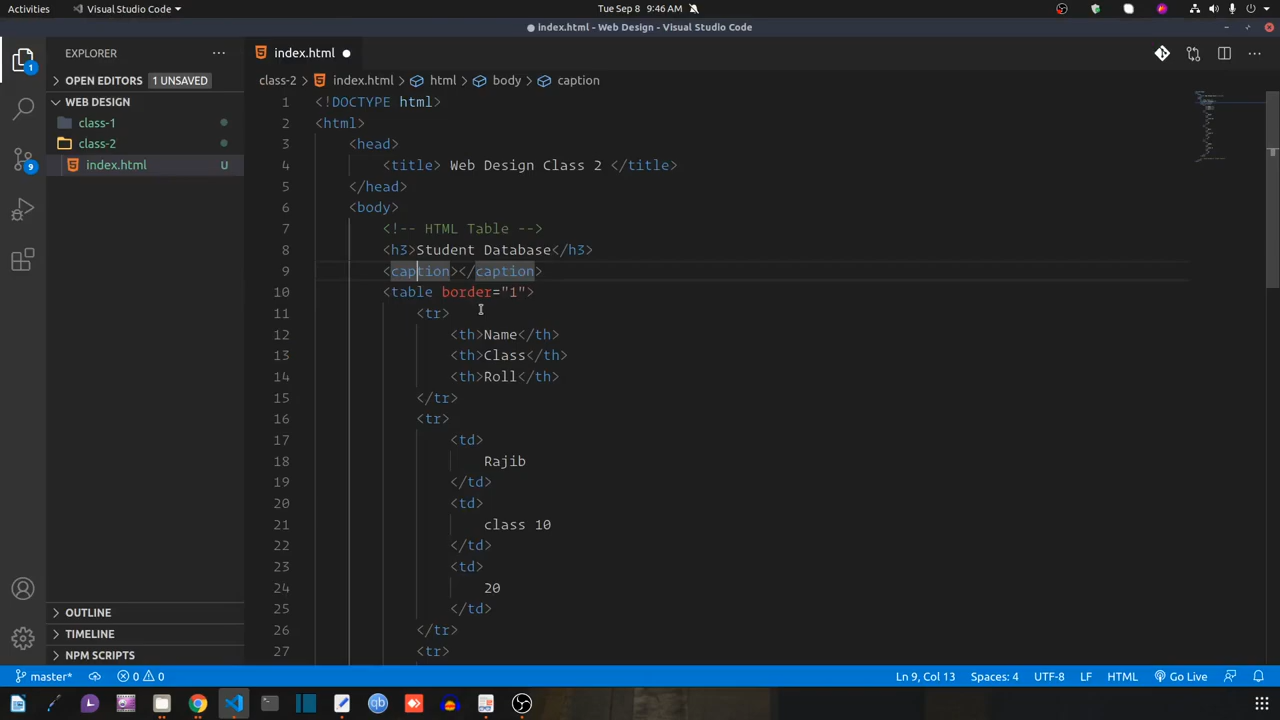 Activities
Visual Studio Code
Tue Sep 8 9:46 AM
● index.html - Web Design - Visual Studio Code
EXPLORER
index.html
OPEN EDITORS 1 UNSAVED
WEB DESIGN
class-1
class-2
index.html U
class-2 > index.html > html > body > caption
1 <!DOCTYPE html>
2 <html>
3 <head>
4 <title> Web Design Class 2 </title>
5 </head>
6 <body>
7 <!-- HTML Table -->
8 <h3>Student Database</h3>
9 <caption></caption>
10 <table border="1">
11 <tr>
12 <th>Name</th>
13 <th>Class</th>
14 <th>Roll</th>
15 </tr>
16 <tr>
17 <td>
18 Rajib
19 </td>
20 <td>
21 class 10
22 </td>
23 <td>
24 20
25 </td>
26 </tr>
27 <tr>
1
9
OUTLINE
TIMELINE
NPM SCRIPTS
master*
0 0
Ln 9, Col 13
Spaces: 4
UTF-8
LF
HTML
Go Live
qb